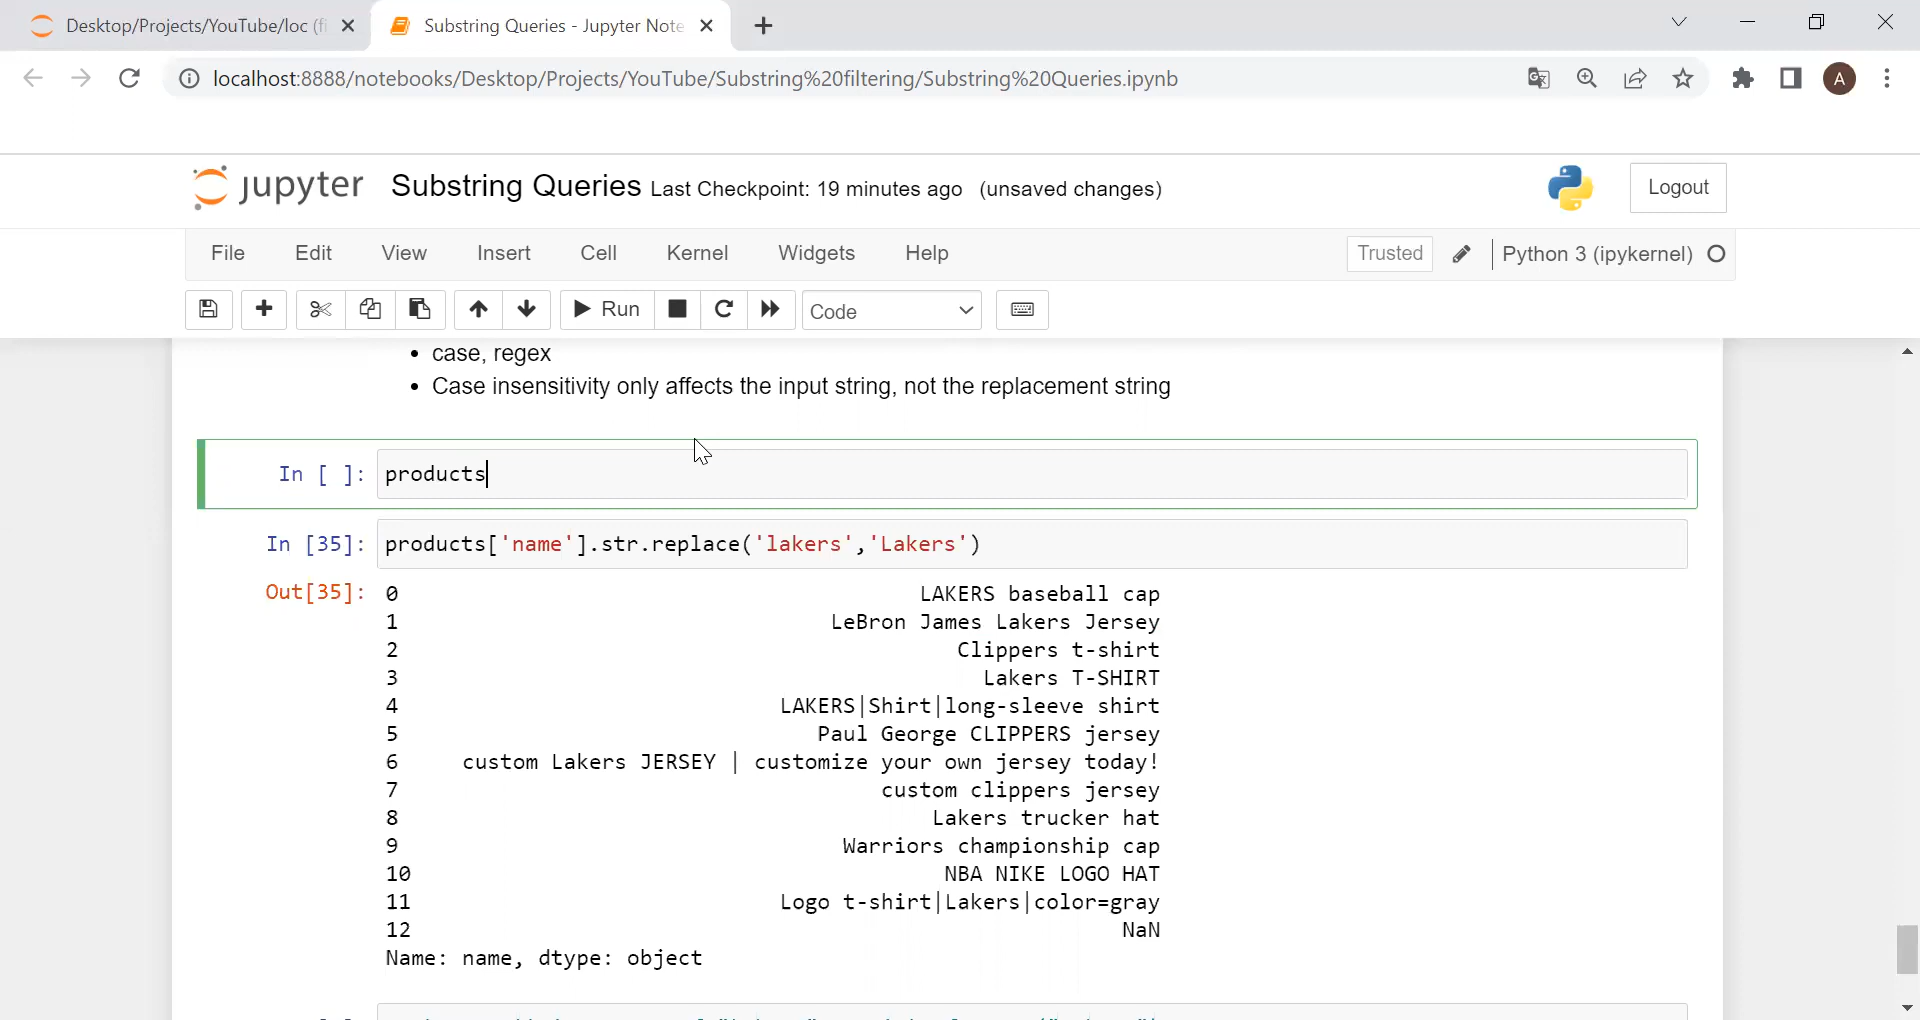 Desktop/Projects/YouTube/loc (fi
Substring Queries - Jupyter Note
localhost:8888/notebooks/Desktop/Projects/YouTube/Substring%20filtering/Substring%20Queries.ipynb
A
jupyter Substring Queries Last Checkpoint: 19 minutes ago (unsaved changes)
Logout
File Edit View Insert Cell Kernel Widgets Help
Trusted
Python 3 (ipykernel)
Run
Code
• case, regex
• Case insensitivity only affects the input string, not the replacement string
In [ ]: products
In [35]: products['name'].str.replace('lakers','Lakers')
Out[35]: 0 LAKERS baseball cap
1 LeBron James Lakers Jersey
2 Clippers t-shirt
3 Lakers T-SHIRT
4 LAKERS|Shirt|long-sleeve shirt
5 Paul George CLIPPERS jersey
6 custom Lakers JERSEY | customize your own jersey today!
7 custom clippers jersey
8 Lakers trucker hat
9 Warriors championship cap
10 NBA NIKE LOGO HAT
11 Logo t-shirt|Lakers|color=gray
12 NaN
Name: name, dtype: object